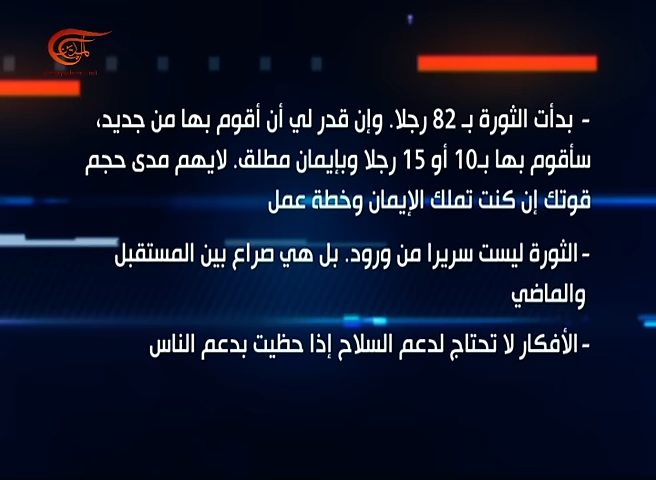 الميادين
- بدأت الثورة بـ 82 رجلا. وإن قدر لي أن أقوم بها من جديد،
سأقوم بها بـ10 أو 15 رجلا وبإيمان مطلق. لايهم مدى حجم
قوتك إن كنت تملك الإيمان وخطة عمل
- الثورة ليست سريرا من ورود. بل هي صراع بين المستقبل
والماضي
- الأفكار لا تحتاج لدعم السلاح إذا حظيت بدعم الناس